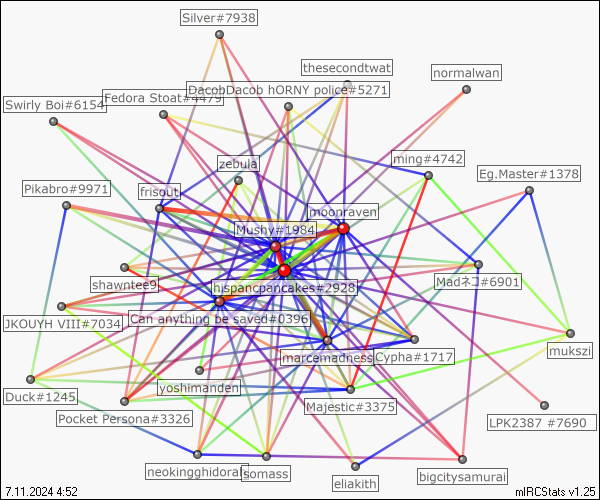 Silver#7938
thesecondtwat
normalwan
DacobDacob hORNY police#5271
Fedora Stoat#4479
Swirly Boi#6154
zebula
ming#4742
Eg.Master#1378
Pikabro#9971
frisout
moonraven
Mushy#1984
shawntee9
hispancpancakes#2928
Madネコ#6901
JKOUYH VIII#7034
Can anything be saved#0396
marcemadness
Cypha#1717
mukszi
Duck#1245
yoshimanden
Pocket Persona#3326
Majestic#3375
LPK2387 #7690
neokingghidorah
somass
eliakith
bigcitysamurai
7.11.2024 4:52
mIRCStats v1.25